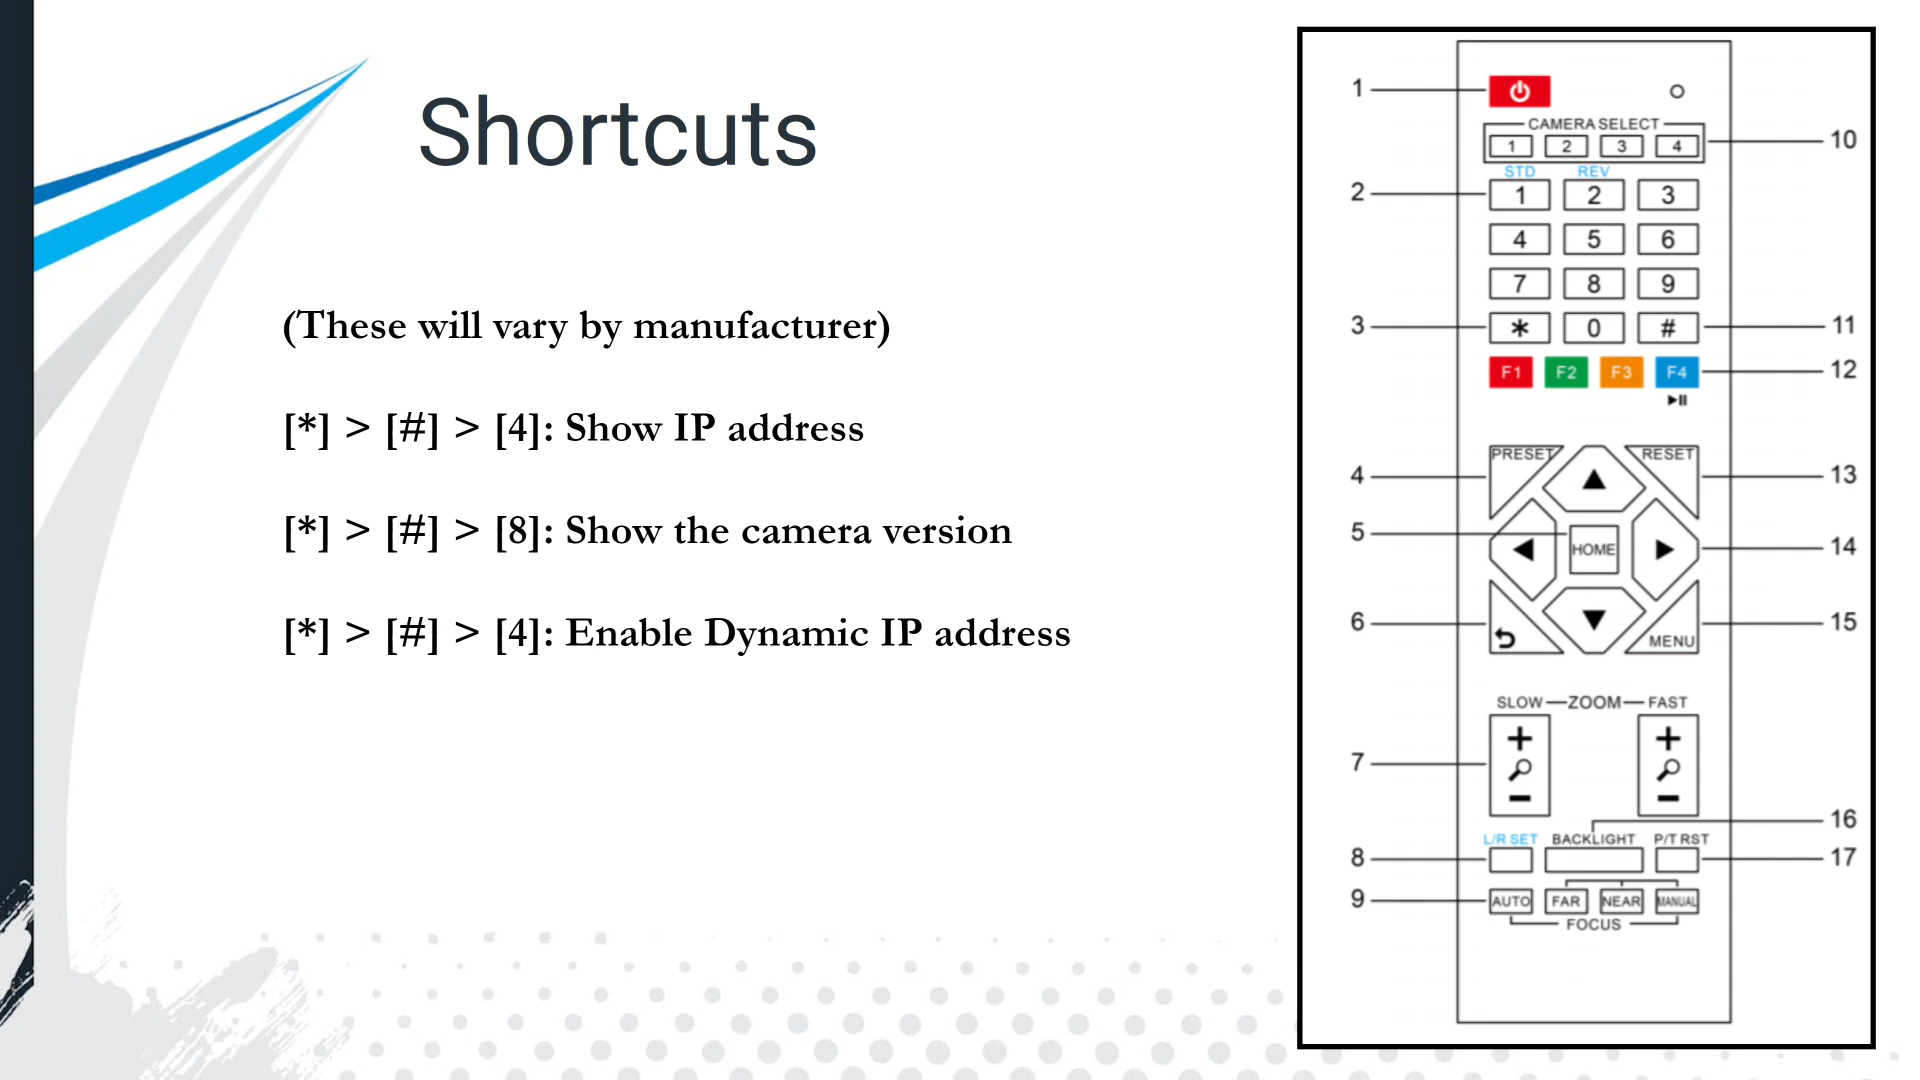 Shortcuts
(These will vary by manufacturer)
[*] > [#] > [4]: Show IP address
[*] > [#] > [8]: Show the camera version
[*] > [#] > [4]: Enable Dynamic IP address
1
CAMERA SELECT
1 2 3 4
10
STD REV
2
1 2 3
4 5 6
7 8 9
3
* 0 #
11
F1 F2 F3 F4
12
PRESET RESET
4
13
5
HOME
14
6
MENU
15
SLOW ZOOM FAST
+ +
7
- -
16
L/R SET BACKLIGHT P/T RST
8
17
9
AUTO FAR NEAR MANUAL
FOCUS